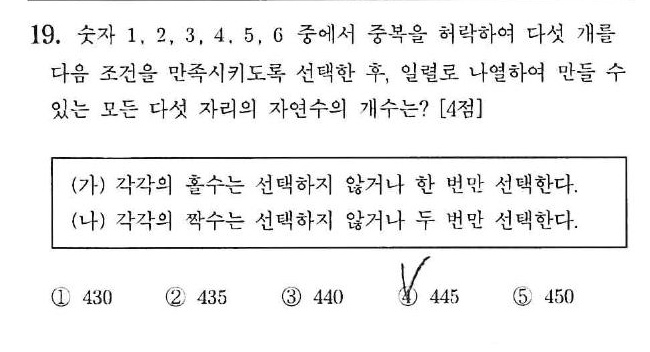 19. 숫자 1, 2, 3, 4, 5, 6 중에서 중복을 허락하여 다섯 개를
다음 조건을 만족시키도록 선택한 후, 일렬로 나열하여 만들 수
있는 모든 다섯 자리의 자연수의 개수는? [4점]
(가) 각각의 홀수는 선택하지 않거나 한 번만 선택한다.
(나) 각각의 짝수는 선택하지 않거나 두 번만 선택한다.
① 430 ② 435 ③ 440 ④ 445 ⑤ 450